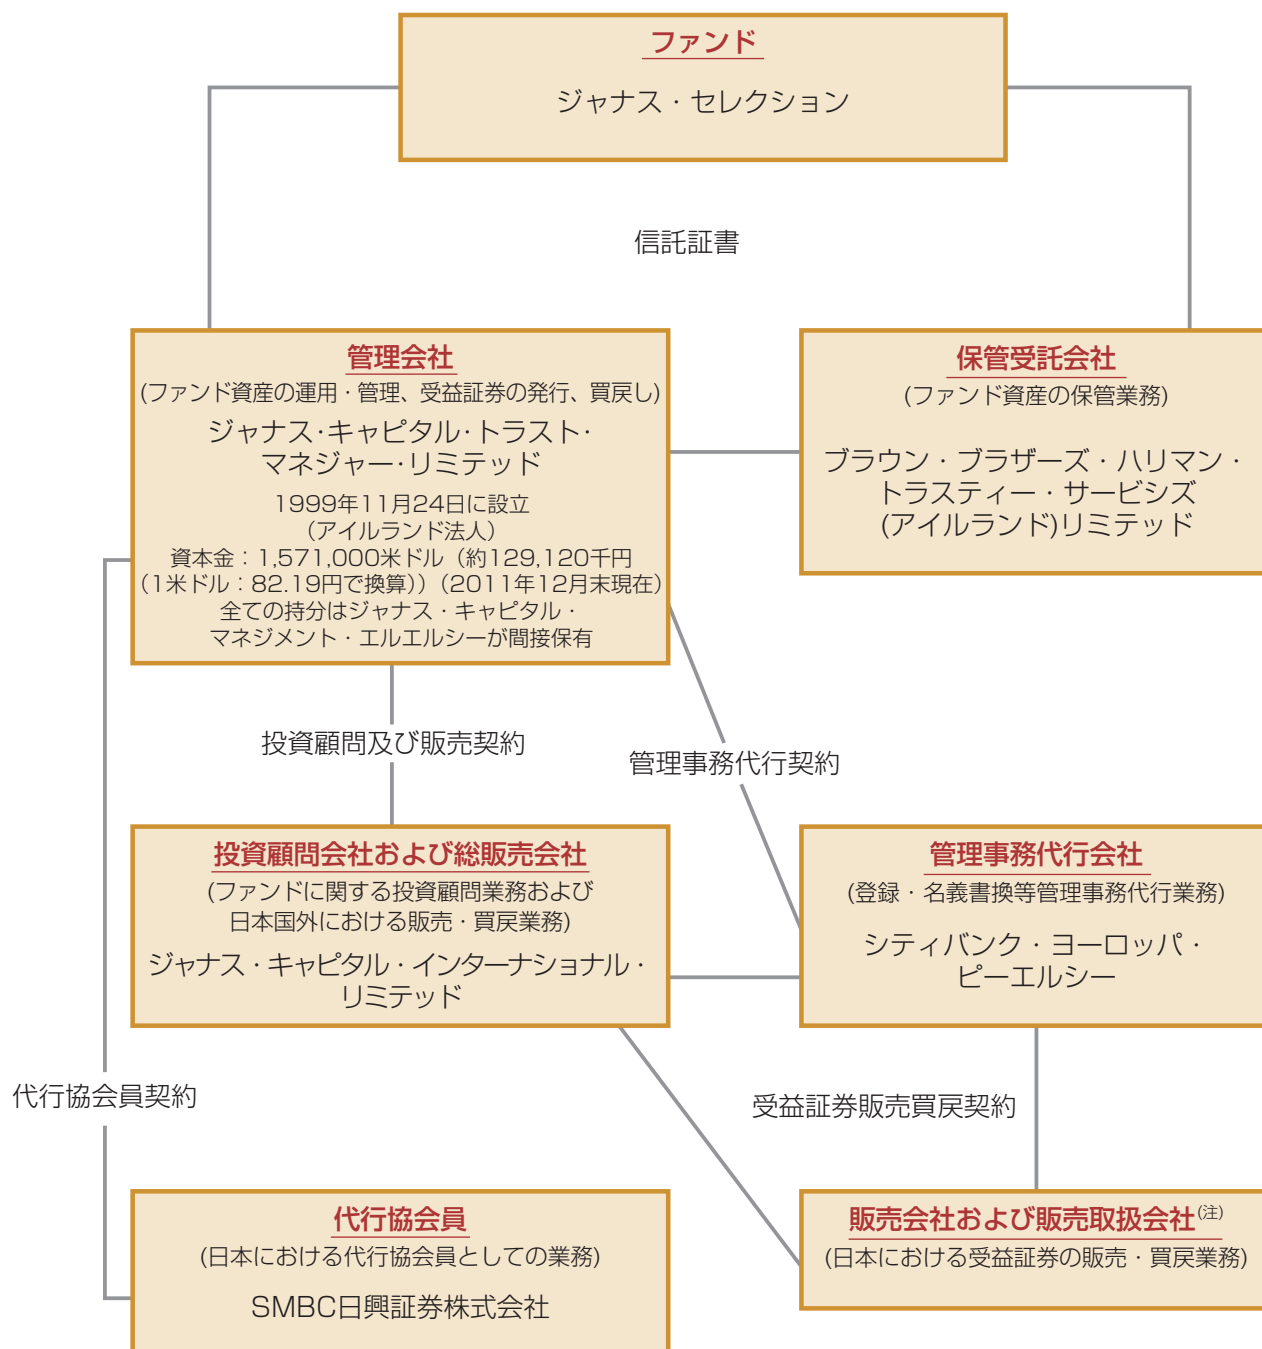 ファンド
ジャナス・セレクション
信託証書
管理会社
(ファンド資産の運用・管理、受益証券の発行、買戻し)
ジャナス・キャピタル・トラスト・
マネジャー・リミテッド
1999年11月24日に設立
（アイルランド法人）
資本金：1,571,000米ドル（約129,120千円
（1米ドル：82.19円で換算））（2011年12月末現在）
全ての持分はジャナス・キャピタル・
マネジメント・エルエルシーが間接保有
保管受託会社
(ファンド資産の保管業務)
ブラウン・ブラザーズ・ハリマン・
トラスティー・サービシズ
(アイルランド)リミテッド
投資顧問及び販売契約
管理事務代行契約
投資顧問会社および総販売会社
(ファンドに関する投資顧問業務および
日本国外における販売・買戻業務)
ジャナス・キャピタル・インターナショナル・
リミテッド
管理事務代行会社
(登録・名義書換等管理事務代行業務)
シティバンク・ヨーロッパ・
ピーエルシー
代行協会員契約
受益証券販売買戻契約
代行協会員
(日本における代行協会員としての業務)
SMBC日興証券株式会社
販売会社および販売取扱会社(注)
(日本における受益証券の販売・買戻業務)